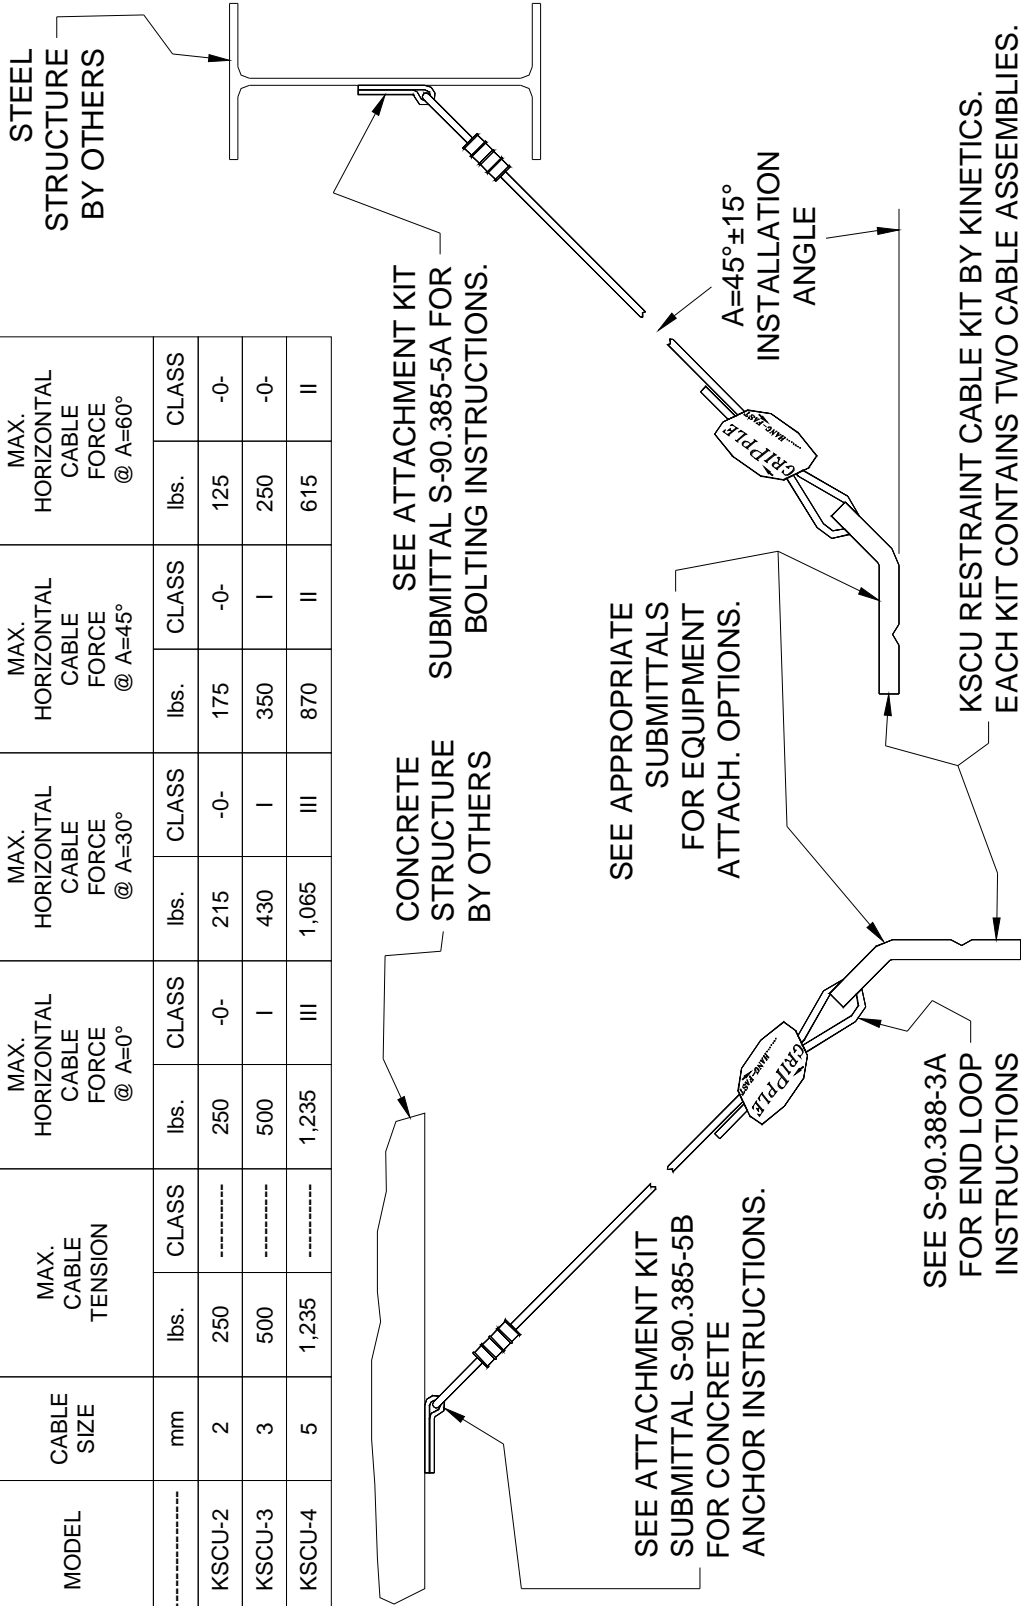 MODEL
CABLE
SIZE
MAX.
CABLE
TENSION
MAX.
HORIZONTAL
CABLE
FORCE
@ A=0°
MAX.
HORIZONTAL
CABLE
FORCE
@ A=30°
MAX.
HORIZONTAL
CABLE
FORCE
@ A=45°
MAX.
HORIZONTAL
CABLE
FORCE
@ A=60°
------------ mm lbs. CLASS lbs. CLASS lbs. CLASS lbs. CLASS lbs. CLASS
KSCU-2 2 250 ---------- 250 -0- 215 -0- 175 -0- 125 -0-
KSCU-3 3 500 ---------- 500 I 430 I 350 I 250 -0-
KSCU-4 5 1,235 ---------- 1,235 III 1,065 III 870 II 615 II
STEEL
STRUCTURE
BY OTHERS
CONCRETE
STRUCTURE
BY OTHERS
SEE ATTACHMENT KIT
SUBMITTAL S-90.385-5A FOR
BOLTING INSTRUCTIONS.
SEE APPROPRIATE
SUBMITTALS
FOR EQUIPMENT
ATTACH. OPTIONS.
A=45°±15°
INSTALLATION
ANGLE
GRIPPLE
HANG-FAST
SEE ATTACHMENT KIT
SUBMITTAL S-90.385-5B
FOR CONCRETE
ANCHOR INSTRUCTIONS.
GRIPPLE
HANG-FAST
SEE S-90.388-3A
FOR END LOOP
INSTRUCTIONS
KSCU RESTRAINT CABLE KIT BY KINETICS.
EACH KIT CONTAINS TWO CABLE ASSEMBLIES.